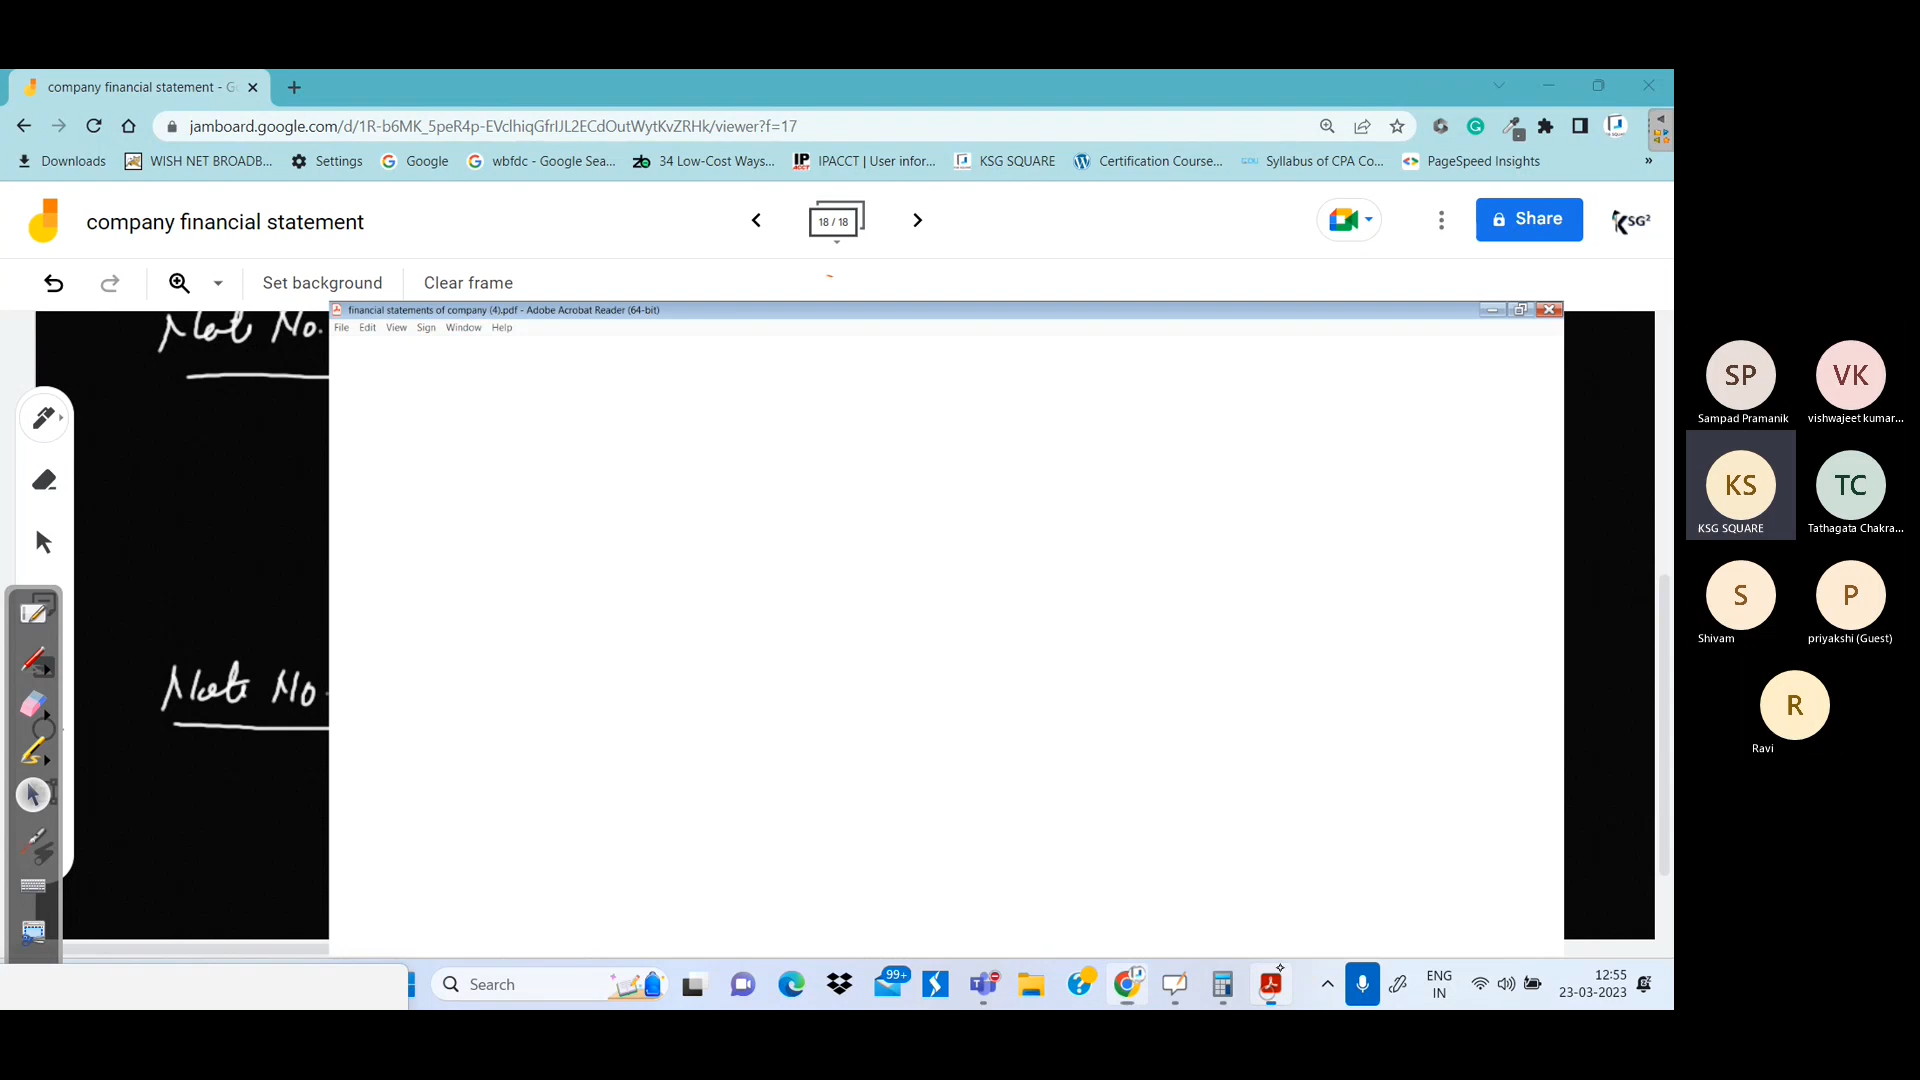 company financial statement - G
jamboard.google.com/d/1R-b6MK_5peR4p-EVclhiqGfrIJL2ECdOutWytKvZRHk/viewer?f=17
Downloads WISH NET BROADB... Settings Google wbfdc - Google Sea... 34 Low-Cost Ways... IPACCT | User infor... KSG SQUARE Certification Course... Syllabus of CPA Co... PageSpeed Insights »
company financial statement
18 / 18
Share
KSG²
Set background Clear frame
financial statements of company (4).pdf - Adobe Acrobat Reader (64-bit)
File Edit View Sign Window Help
Note No.
Note No.
SP VK
Sampad Pramanik vishwajeet kumar...
KS TC
KSG SQUARE Tathagata Chakra...
S P
Shivam priyakshi (Guest)
R
Ravi
Search
99+
ENG
IN
12:55
23-03-2023